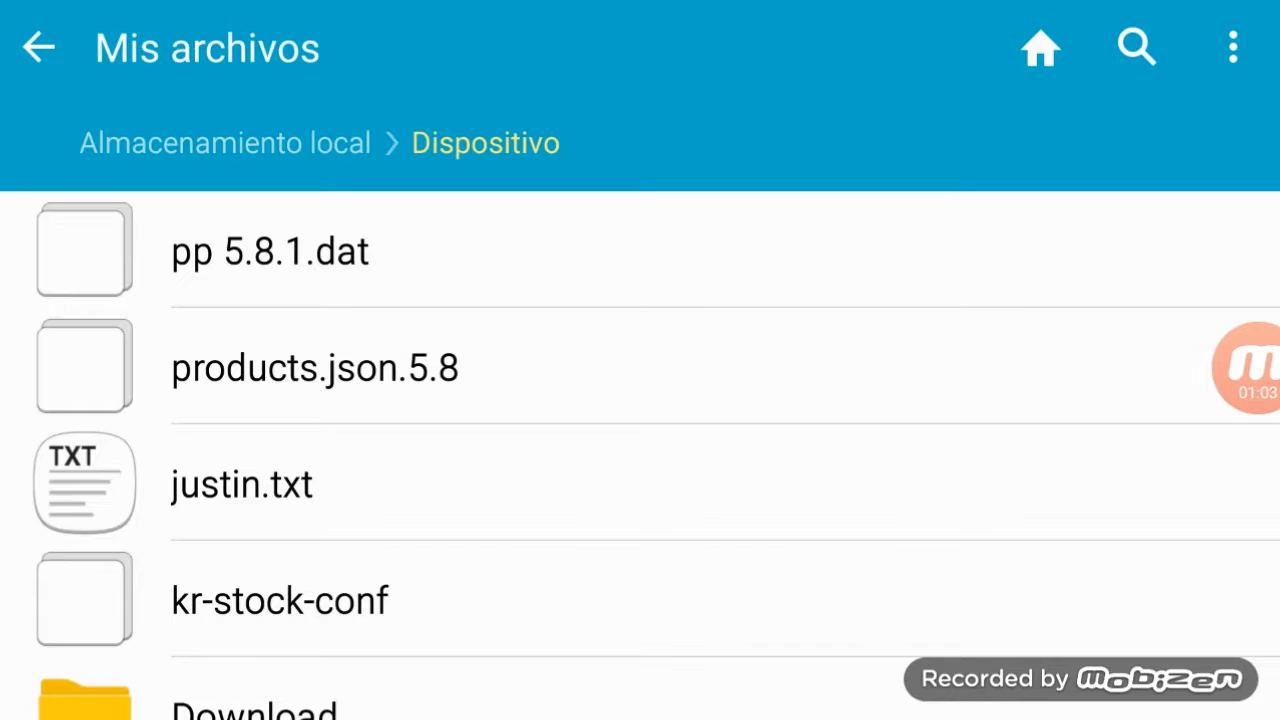 Mis archivos
Almacenamiento local > Dispositivo
pp 5.8.1.dat
products.json.5.8
01:03
TXT
justin.txt
kr-stock-conf
Recorded by mobizen
Download